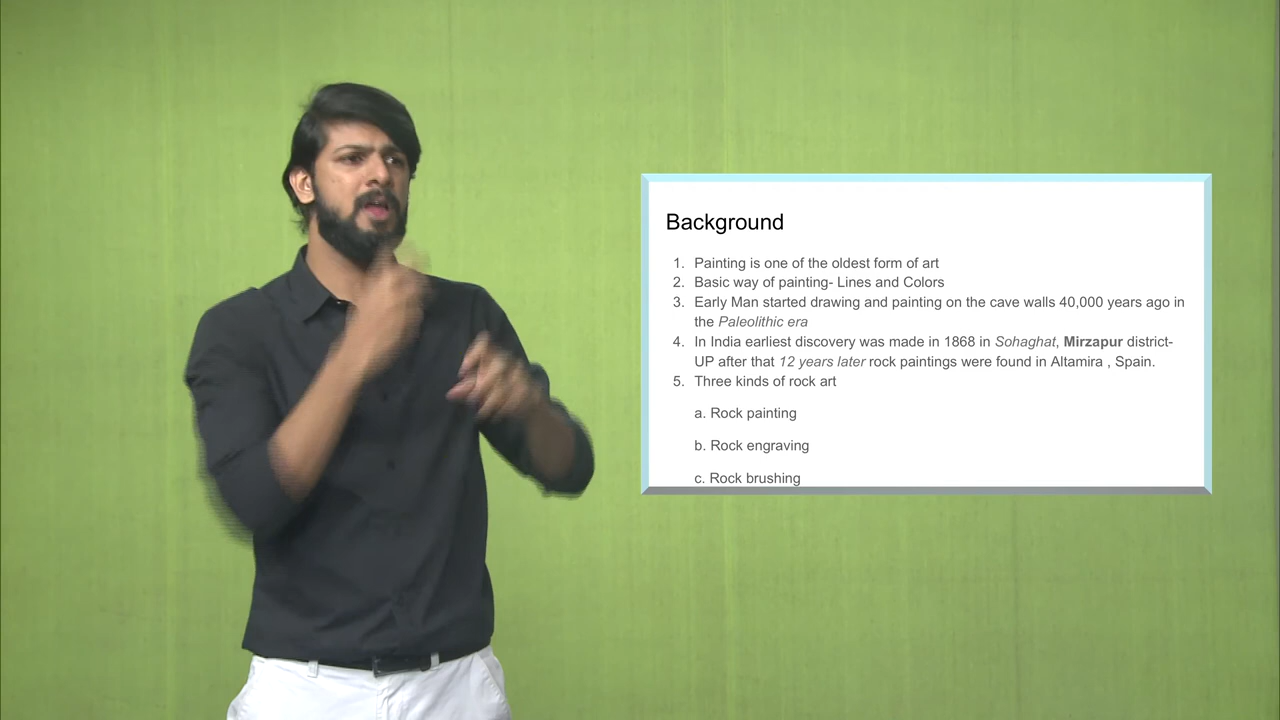 Background
1. Painting is one of the oldest form of art
2. Basic way of painting- Lines and Colors
3. Early Man started drawing and painting on the cave walls 40,000 years ago in
the Paleolithic era
4. In India earliest discovery was made in 1868 in Sohaghat, Mirzapur district-
UP after that 12 years later rock paintings were found in Altamira , Spain.
5. Three kinds of rock art
a. Rock painting
b. Rock engraving
c. Rock brushing